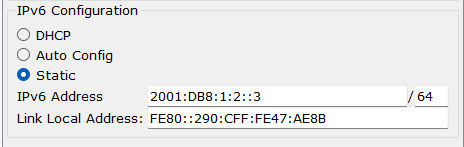 IPv6 Configuration
DHCP
Auto Config
Static
IPv6 Address 2001:DB8:1:2::3 / 64
Link Local Address: FE80::290:CFF:FE47:AE8B